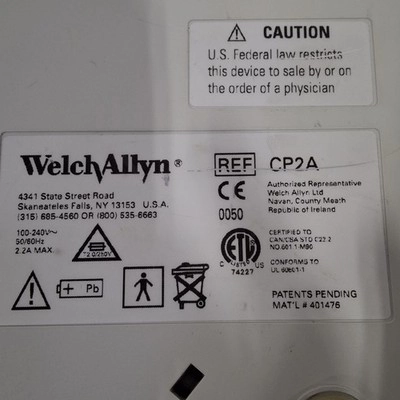 CAUTION
U.S. Federal law restricts
this device to sale by or on
the order of a physician
WelchAllyn®
4341 State Street Road
Skaneateles Falls, NY 13153 U.S.A.
(315) 685-4560 OR (800) 535-6663
100-240V~
50/60Hz
2.2A MAX.
Pb
REF CP2A
CE
0050
Authorized Representative
Welch Allyn Ltd
Navan, County Meath
Republic of Ireland
ETL
C US
74227
CERTIFIED TO
CAN/CSA STD C22.2
NO.601.1-M90
CONFORMS TO
UL 60601-1
PATENTS PENDING
MAT'L # 401476